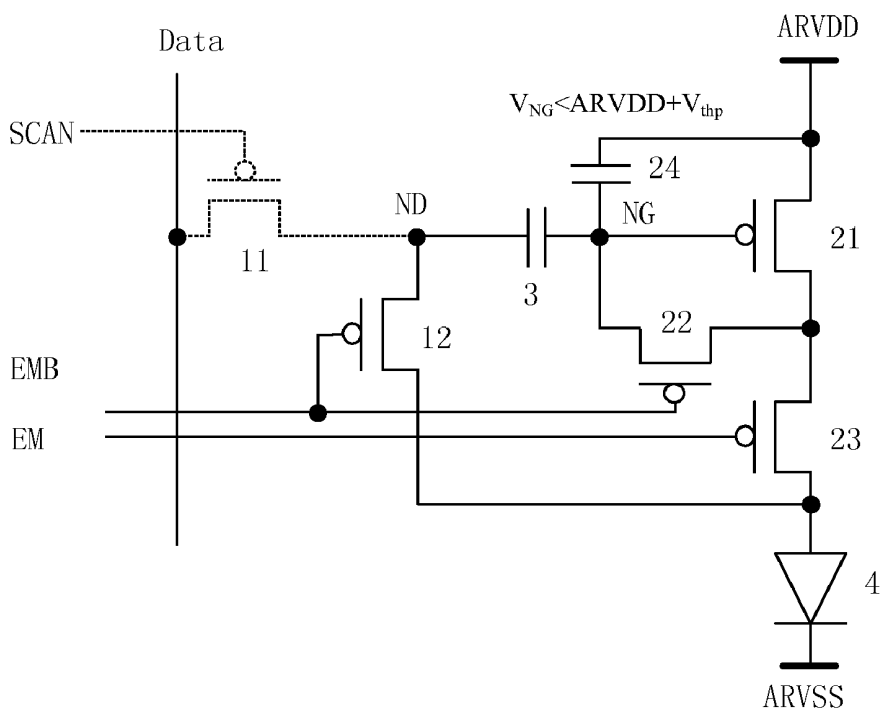 ARVDD
Data
V_NG<ARVDD+V_thp
SCAN
24
ND
NG
21
11
3
22
12
EMB
EM
23
4
ARVSS